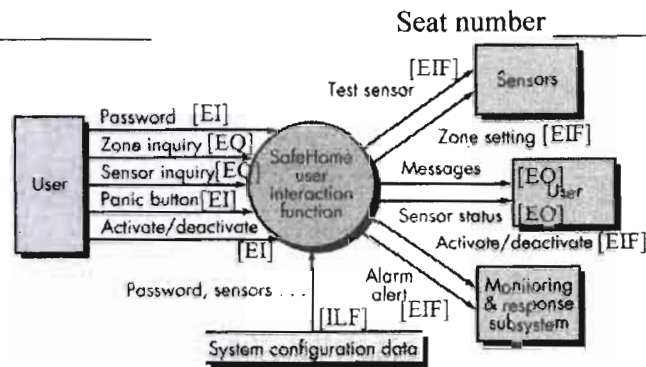 Seat number
[EIF]
Test sensor
Sensors
Password [EI]
Zone inquiry [EQ]
Sensor inquiry[EQ]
Panic button [EI]
Activate/deactivate
[EI]
User
SafeHome
user
interaction
function
Zone setting [EIF]
Messages
[EO]
User
Sensor status
[EO]
Activate/deactivate [EIF]
Alarm
alert
[EIF]
Monitoring
& response
subsystem
Password, sensors . . .
[ILF]
System configuration data